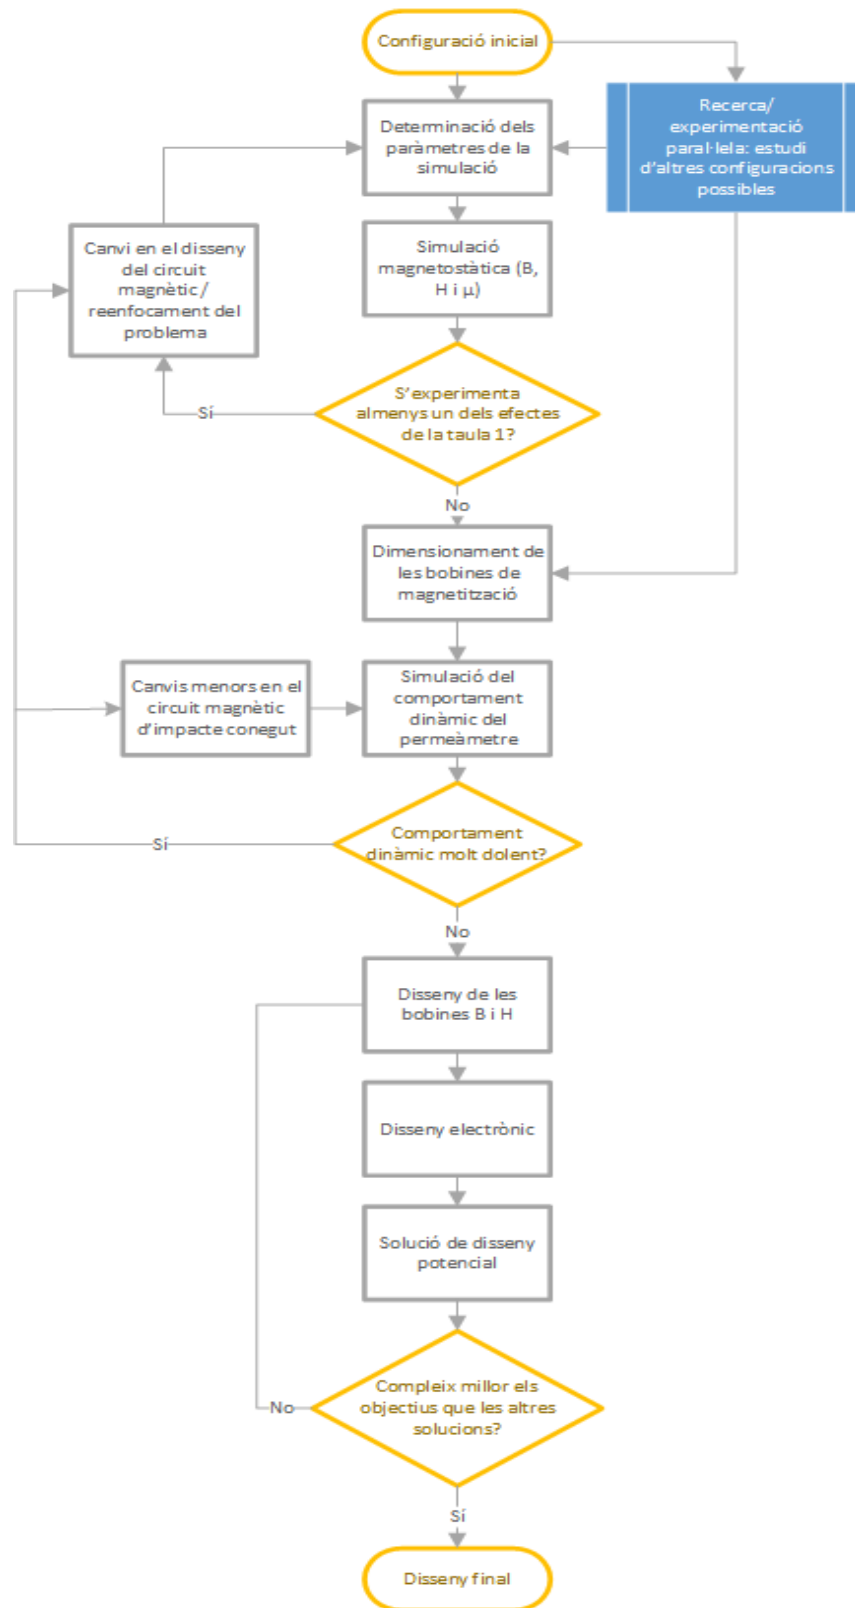 Configuració inicial
Recerca/
experimentació
paral·lela: estudi
d'altres configuracions
possibles
Determinació dels
paràmetres de la
simulació
Canvi en el disseny
del circuit
magnètic/
reenfocament del
problema
Simulació
magnetostàtica (B,
H i µ)
S'experimenta
almenys un dels efectes
de la taula 1?
Sí
No
Dimensionament de
les bobines de
magnetització
Canvis menors en el
circuit magnètic
d'impacte conegut
Simulació del
comportament
dinàmic del
permeàmetre
Comportament
dinàmic molt dolent?
Sí
No
Disseny de les
bobines B i H
Disseny electrònic
Solució de disseny
potencial
Compleix millor els
objectius que les altres
solucions?
No
Sí
Disseny final